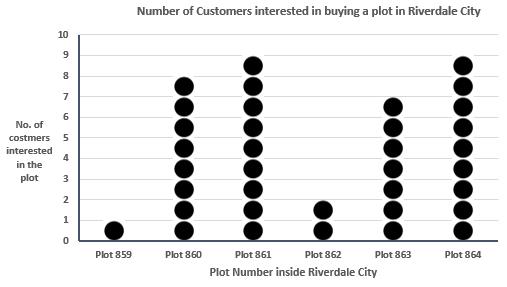 Number of Customers interested in buying a plot in Riverdale City
10
9
8
7
6
5
4
3
2
1
0
No. of
costmers
interested
in the
plot
Plot 859 Plot 860 Plot 861 Plot 862 Plot 863 Plot 864
Plot Number inside Riverdale City